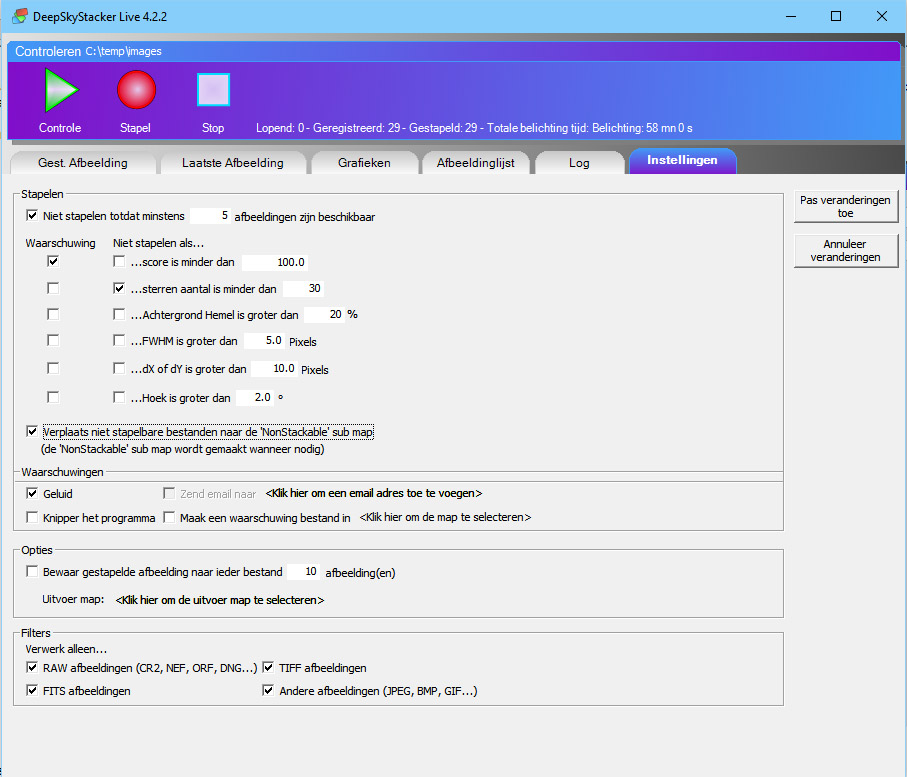 DeepSkyStacker Live 4.2.2
Controleren C:\temp\images
Controle Stapel Stop Lopend: 0 - Geregistreerd: 29 - Gestapeld: 29 - Totale belichting tijd: Belichting: 58 mn 0 s
Gest. Afbeelding Laatste Afbeelding Grafieken Afbeeldinglijst Log Instellingen
Stapelen
Niet stapelen totdat minstens 5 afbeeldingen zijn beschikbaar
Waarschuwing Niet stapelen als...
...score is minder dan 100.0
...sterren aantal is minder dan 30
...Achtergrond Hemel is groter dan 20 %
...FWHM is groter dan 5.0 Pixels
...dX of dY is groter dan 10.0 Pixels
...Hoek is groter dan 2.0 °
Verplaats niet stapelbare bestanden naar de 'NonStackable' sub map
(de 'NonStackable' sub map wordt gemaakt wanneer nodig)
Waarschuwingen
Geluid Zend email naar <Klik hier om een email adres toe te voegen>
Knipper het programma Maak een waarschuwing bestand in <Klik hier om de map te selecteren>
Opties
Bewaar gestapelde afbeelding naar ieder bestand 10 afbeelding(en)
Uitvoer map: <Klik hier om de uitvoer map te selecteren>
Filters
Verwerk alleen...
RAW afbeeldingen (CR2, NEF, ORF, DNG...) TIFF afbeeldingen
FITS afbeeldingen Andere afbeeldingen (JPEG, BMP, GIF...)
Pas veranderingen
toe
Annuleer
veranderingen